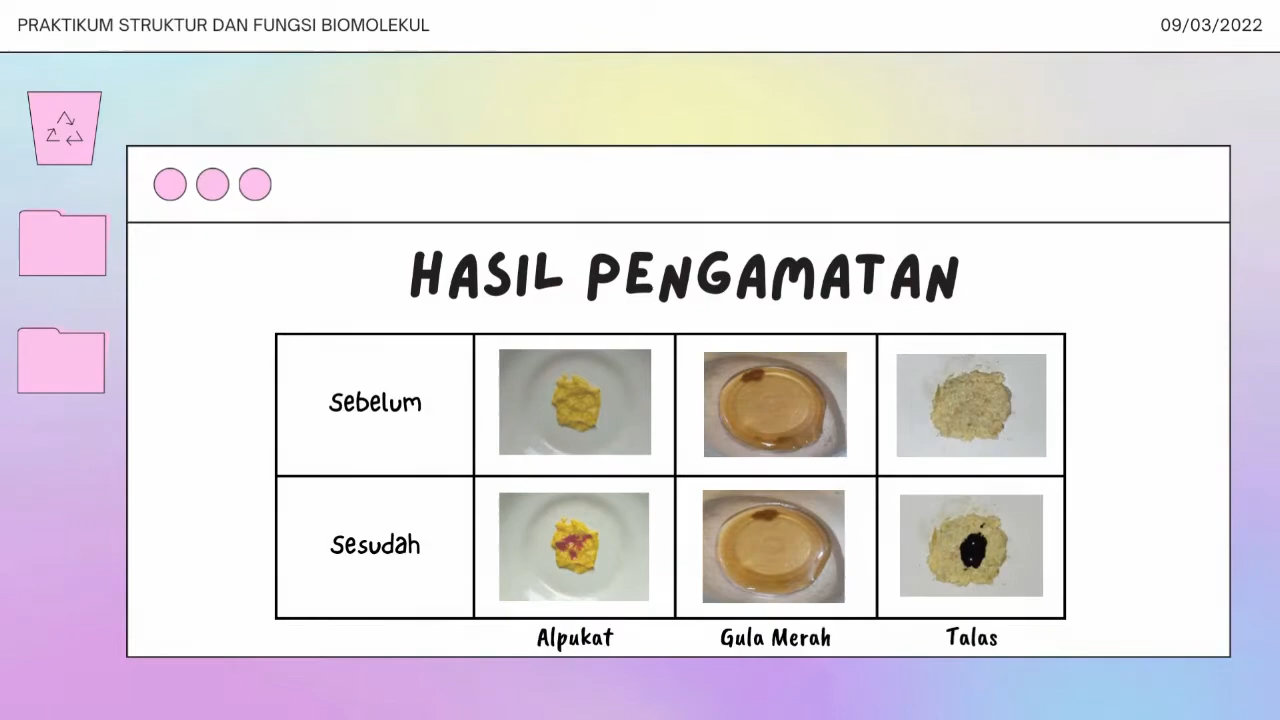 PRAKTIKUM STRUKTUR DAN FUNGSI BIOMOLEKUL
09/03/2022
HASIL PENGAMATAN
Sebelum
Sesudah
Alpukat
Gula Merah
Talas